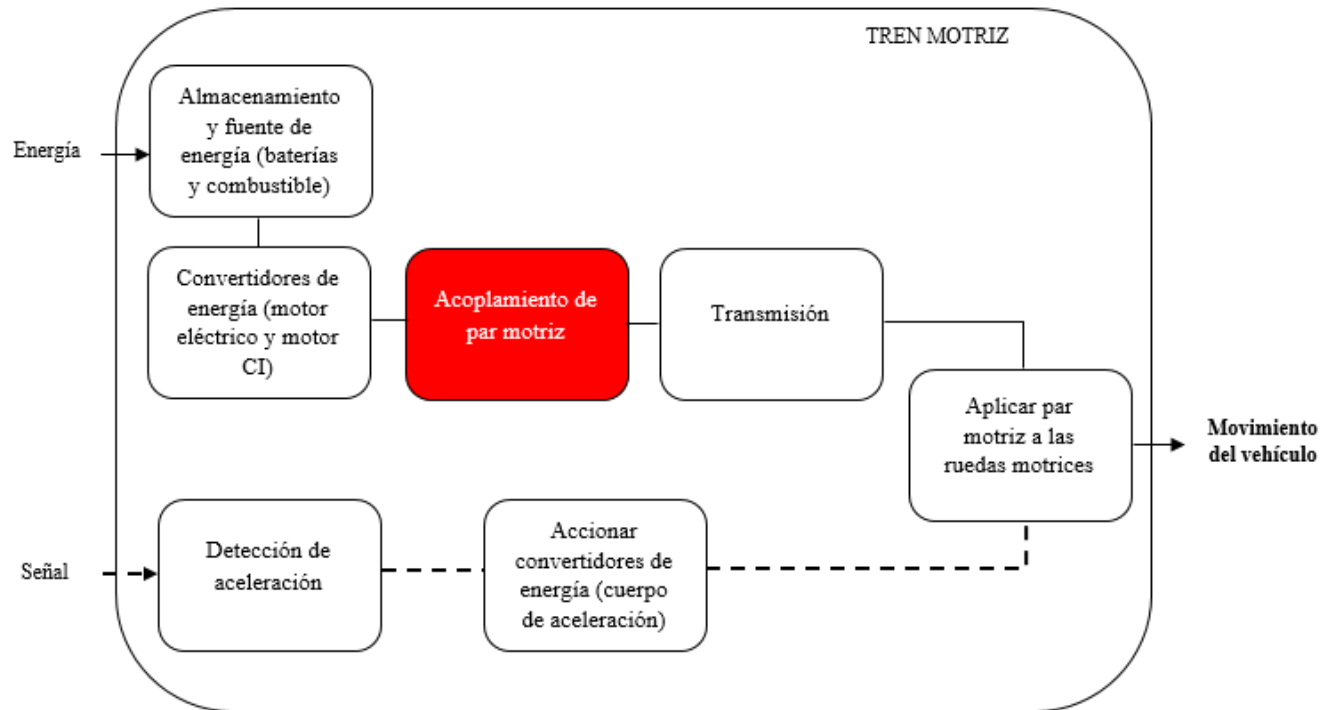 TREN MOTRIZ
Almacenamiento
y fuente de
energía (baterías
y combustible)
Energía
Convertidores de
energía (motor
eléctrico y motor
CI)
Acoplamiento de
par motriz
Transmisión
Aplicar par
motriz a las
ruedas motrices
Movimiento
del vehículo
Señal
Detección de
aceleración
Accionar
convertidores de
energía (cuerpo
de aceleración)